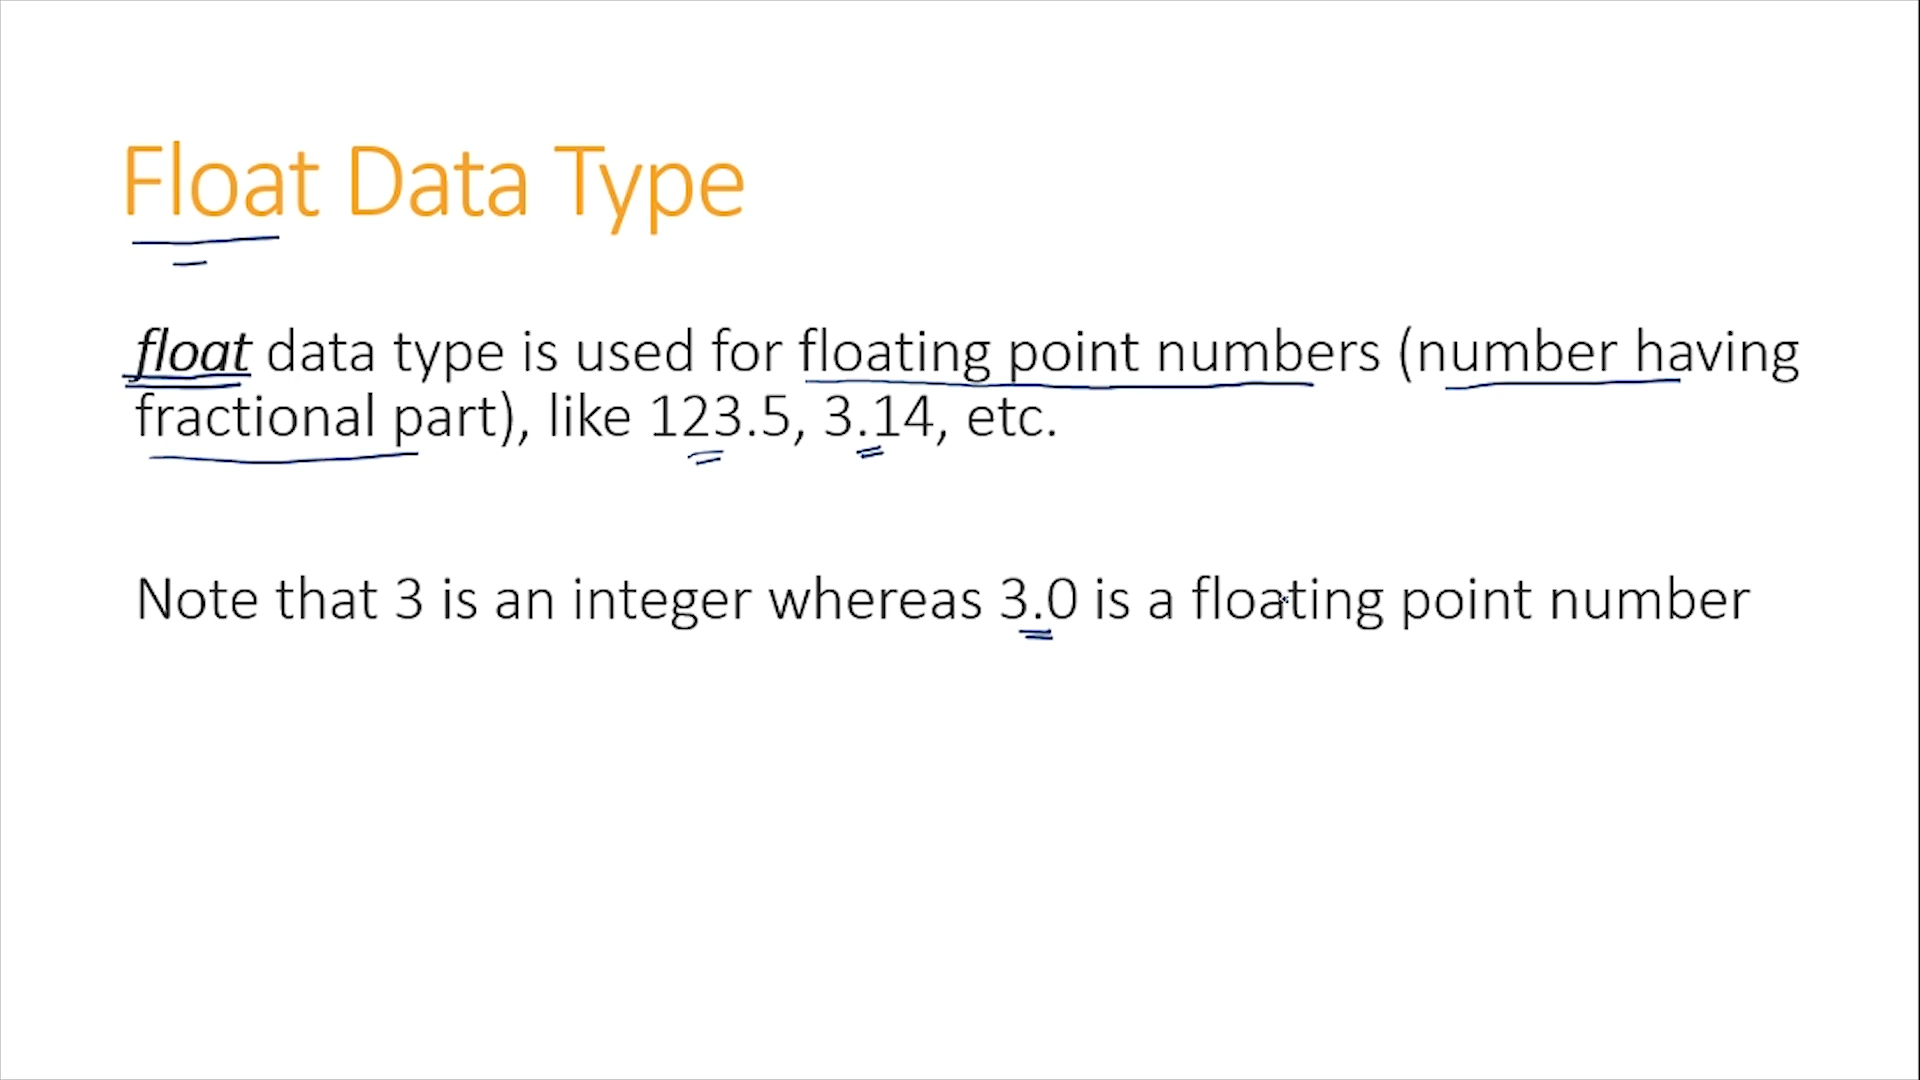 Float Data Type
float data type is used for floating point numbers (number having
fractional part), like 123.5, 3.14, etc.
Note that 3 is an integer whereas 3.0 is a floating point number